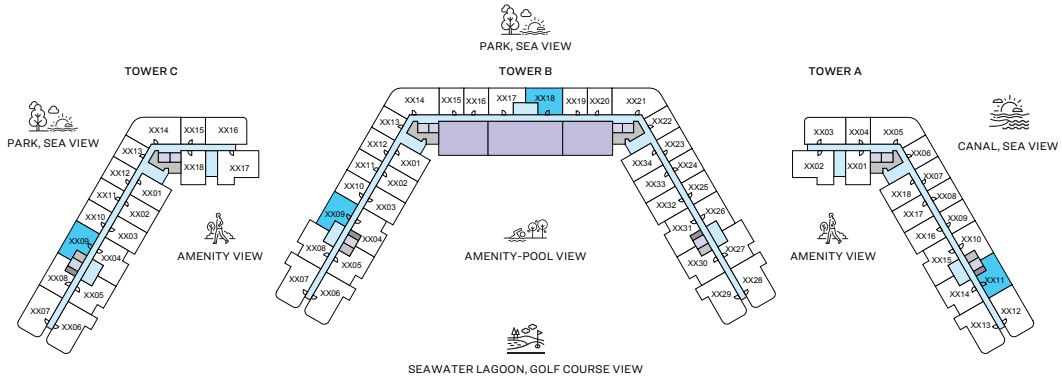 PARK, SEA VIEW
TOWER C
TOWER B
TOWER A
PARK, SEA VIEW
CANAL, SEA VIEW
XX14
XX15
XX16
XX13
XX12
XX18
XX17
XX11
XX01
XX10
XX02
XX09
XX03
XX08
XX04
XX07
XX05
XX06
AMENITY VIEW
XX14
XX15
XX16
XX17
XX18
XX19
XX20
XX21
XX13
XX22
XX12
XX01
XX34
XX23
XX11
XX02
XX33
XX24
XX10
XX03
XX32
XX25
XX09
XX04
XX31
XX26
XX08
XX05
XX30
XX27
XX07
XX06
XX29
XX28
AMENITY-POOL VIEW
AMENITY VIEW
XX03
XX04
XX05
XX02
XX01
XX06
XX18
XX07
XX17
XX08
XX16
XX09
XX15
XX10
XX14
XX11
XX13
XX12
SEAWATER LAGOON, GOLF COURSE VIEW